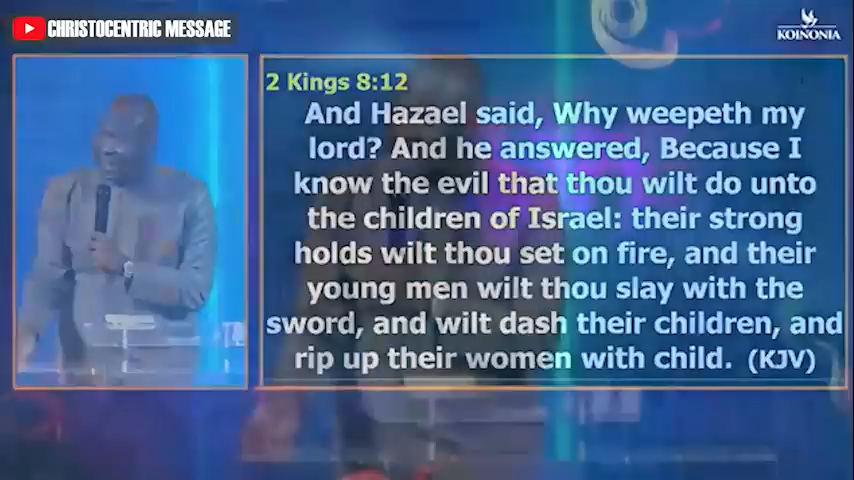 CHRISTOCENTRIC MESSAGE
KOINONIA
2 Kings 8:12
And Hazael said, Why weepeth my
lord? And he answered, Because I
know the evil that thou wilt do unto
the children of Israel: their strong
holds wilt thou set on fire, and their
young men wilt thou slay with the
sword, and wilt dash their children, and
rip up their women with child. (KJV)